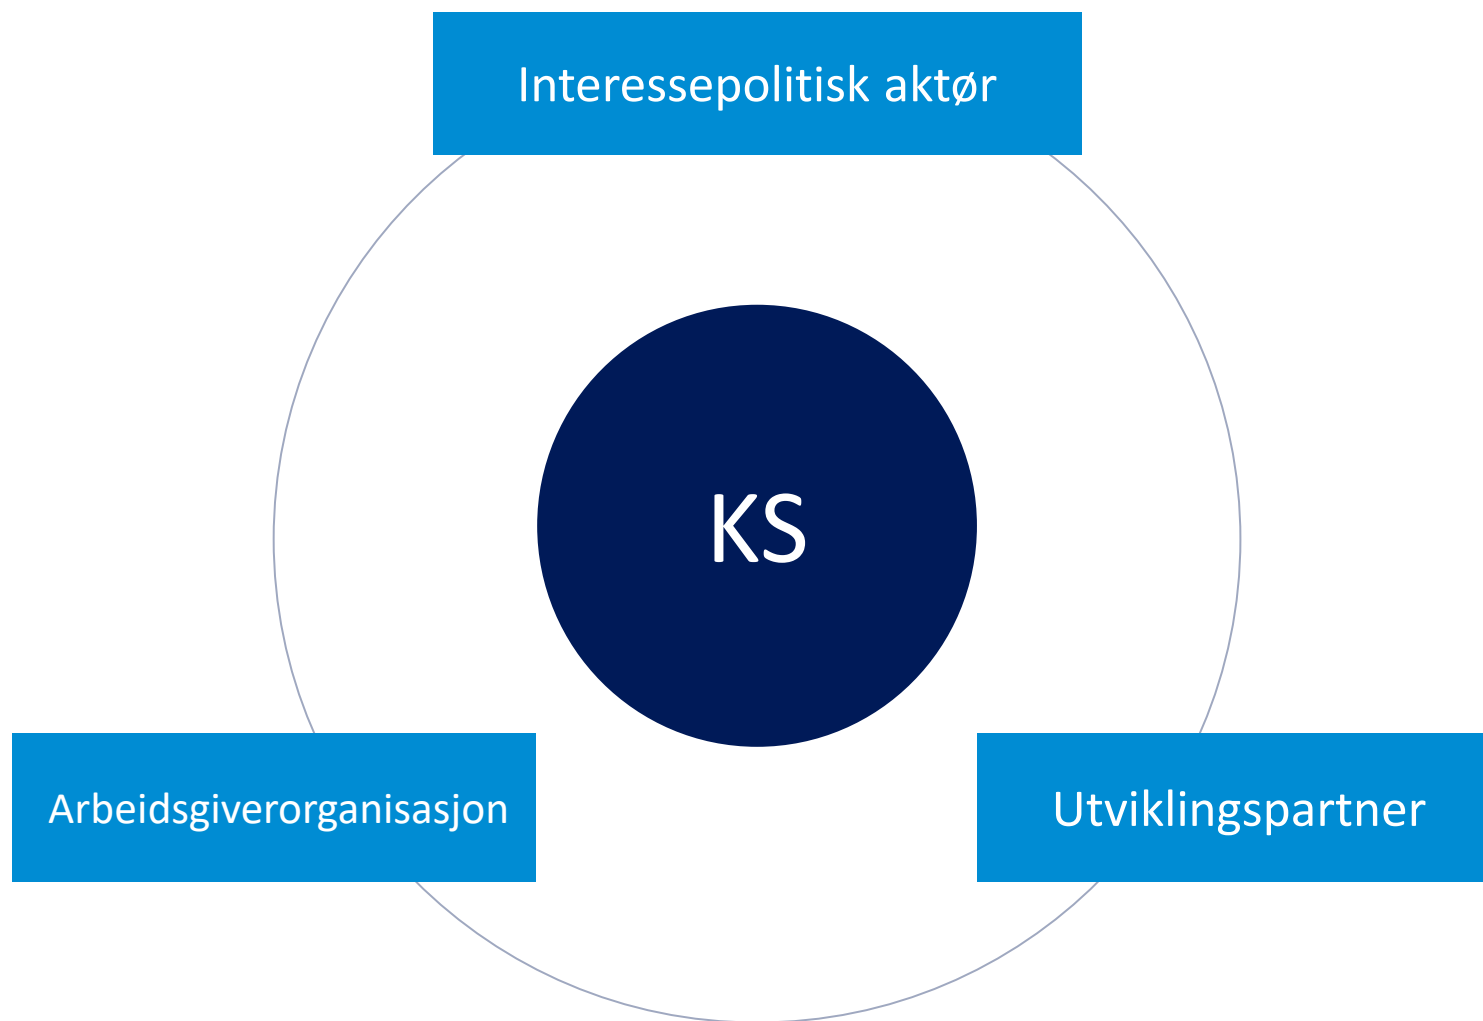 Interessepolitisk aktør
KS
Arbeidsgiverorganisasjon
Utviklingspartner